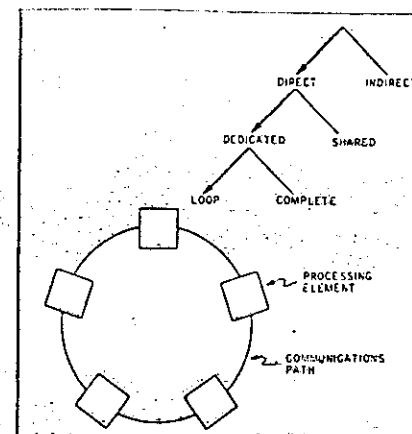 DIRECT INDIRECT
DEDICATED SHARED
LOOP COMPLETE
PROCESSING
ELEMENT
COMMUNICATIONS
PATH